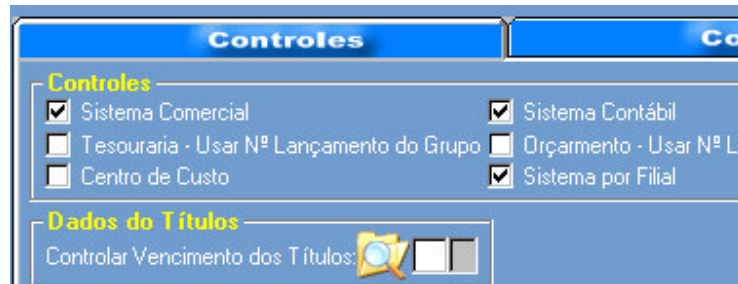 Controles Co
Controles
Sistema Comercial Sistema Contábil
Tesouraria - Usar Nº Lançamento do Grupo Orçarmento - Usar Nº L
Centro de Custo Sistema por Filial
Dados do Títulos
Controlar Vencimento dos Títulos: